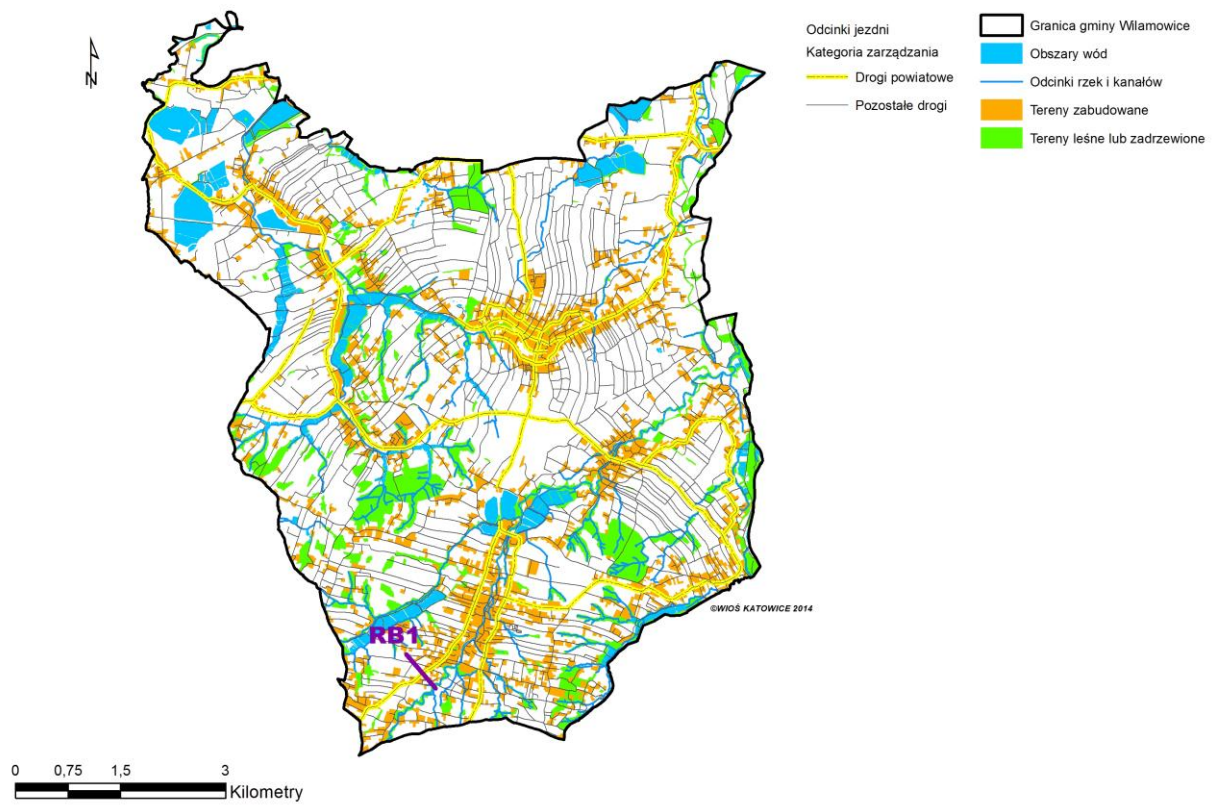 Odcinki jezdni
Kategoria zarządzania
Drogi powiatowe
Pozostałe drogi
Granica gminy Wilamowice
Obszary wód
Odcinki rzek i kanałów
Tereny zabudowane
Tereny leśne lub zadrzewione
N
©WIOŚ KATOWICE 2014
RB1
0 0,75 1,5 3
Kilometry